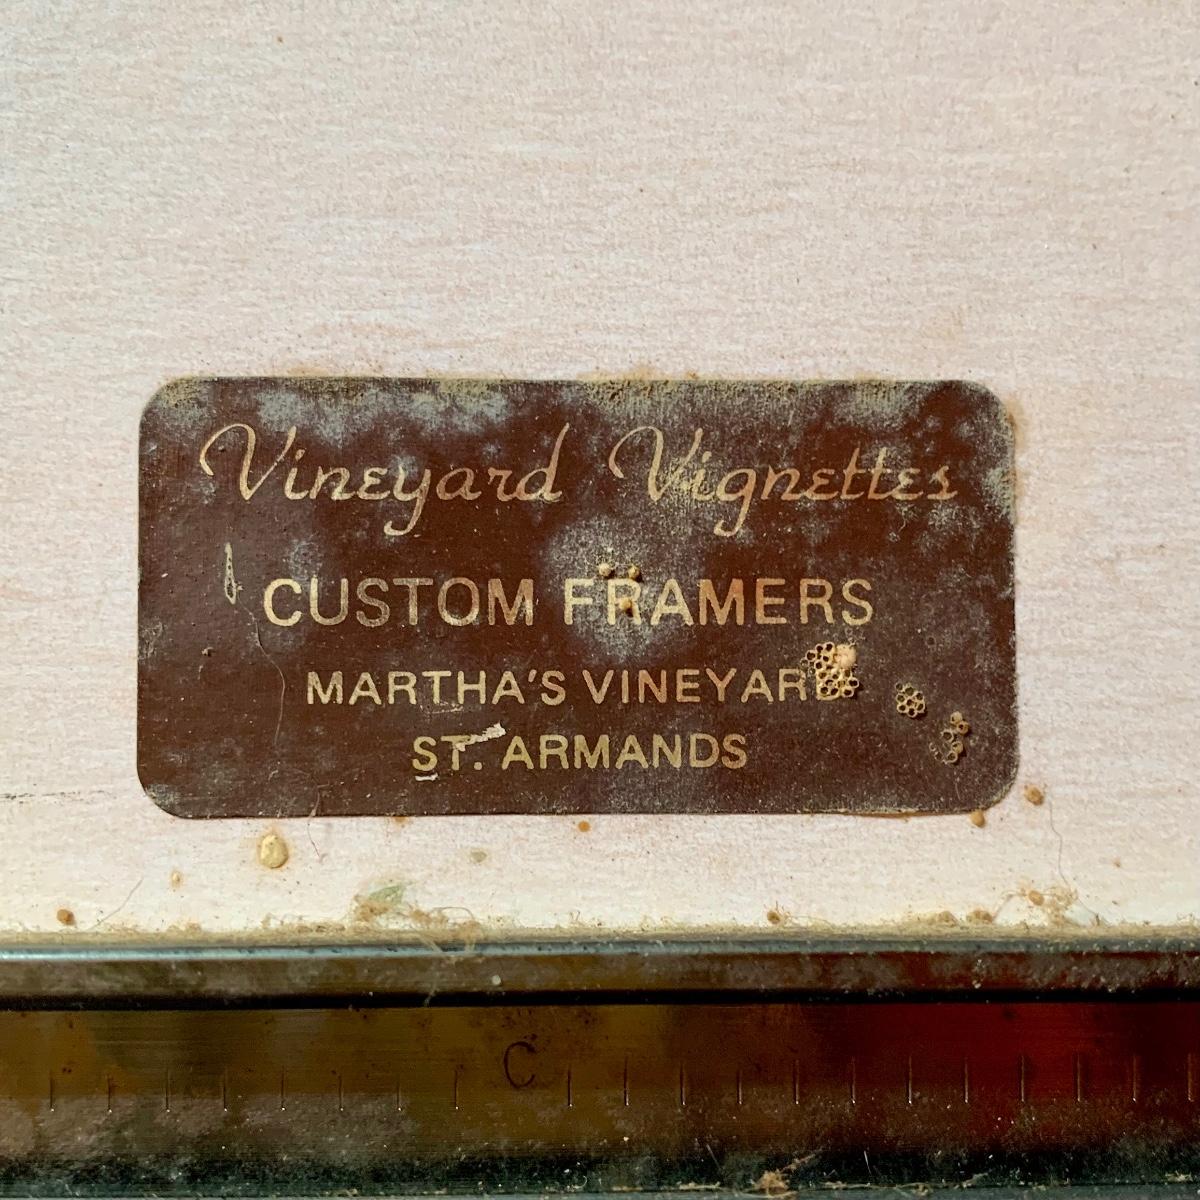 Vineyard Vignettes
CUSTOM FRAMERS
MARTHA'S VINEYARD
ST. ARMANDS
C